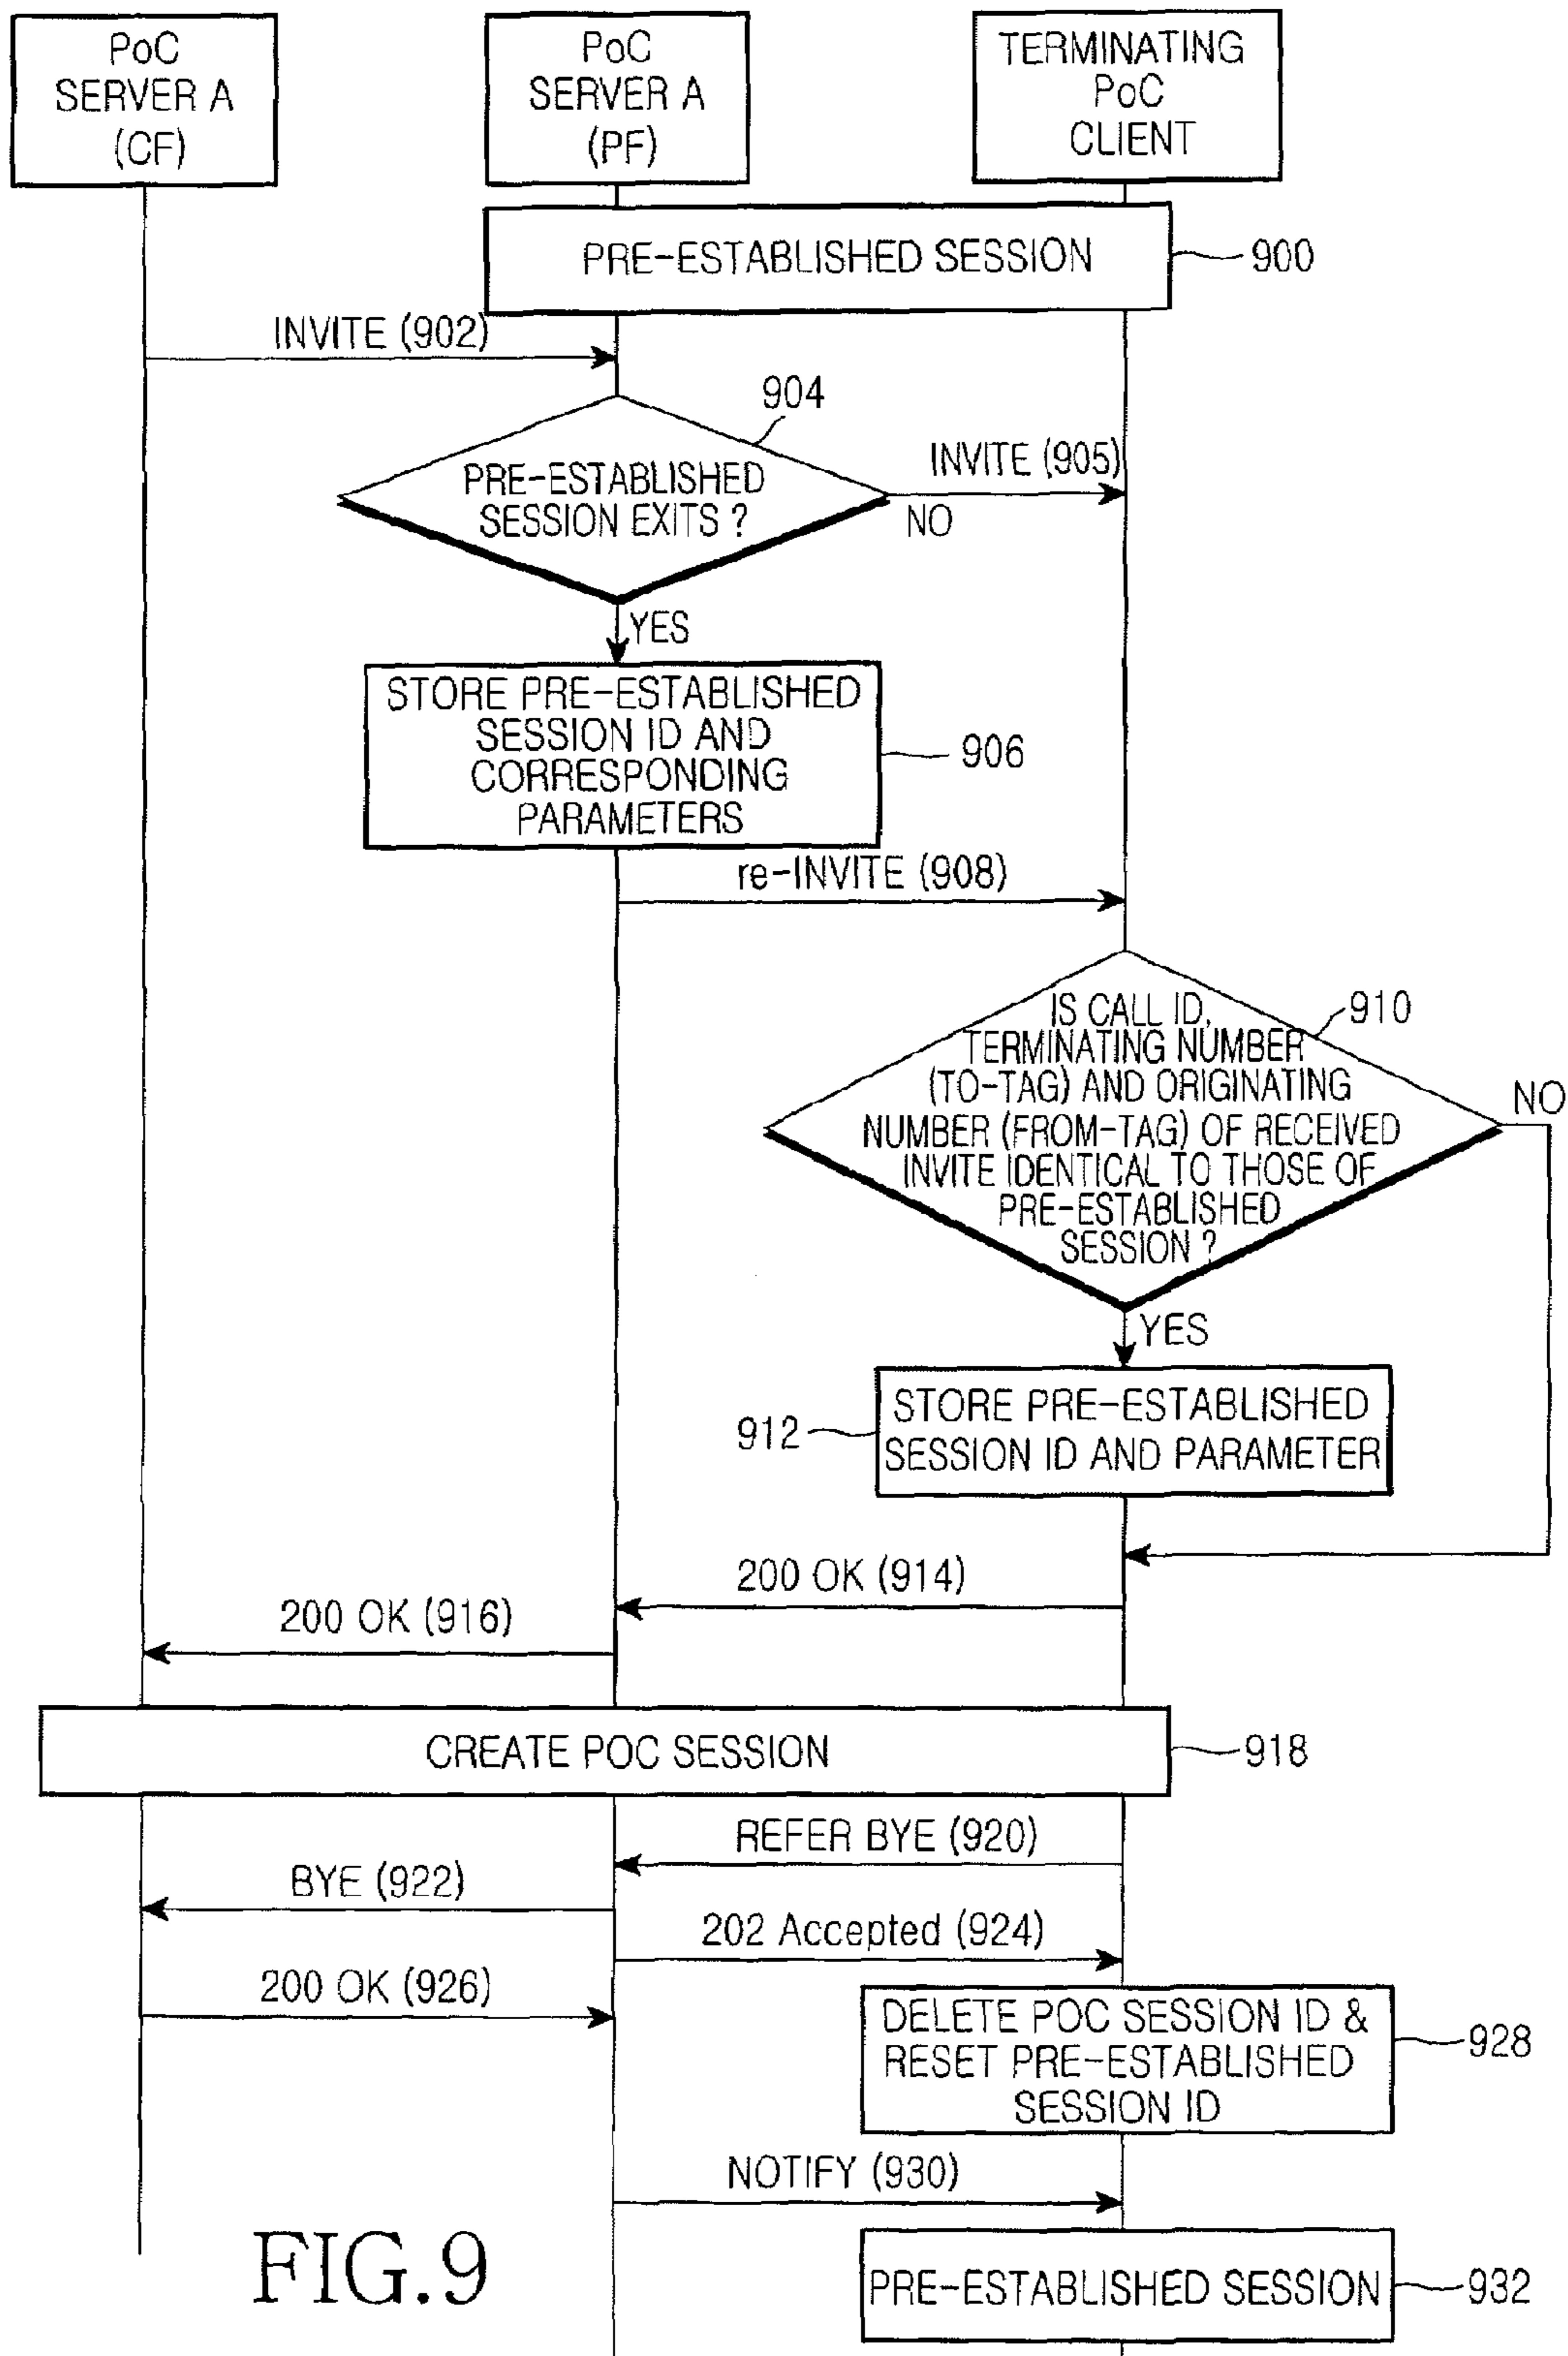 PoC
SERVER A
(CF)
PoC
SERVER A
(PF)
TERMINATING
PoC
CLIENT
PRE-ESTABLISHED SESSION
900
INVITE (902)
904
PRE-ESTABLISHED
SESSION EXITS ?
INVITE (905)
NO
YES
STORE PRE-ESTABLISHED
SESSION ID AND
CORRESPONDING
PARAMETERS
906
re-INVITE (908)
IS CALL ID,
TERMINATING NUMBER
(TO-TAG) AND ORIGINATING
NUMBER (FROM-TAG) OF RECEIVED
INVITE IDENTICAL TO THOSE OF
PRE-ESTABLISHED
SESSION ?
910
NO
YES
STORE PRE-ESTABLISHED
SESSION ID AND PARAMETER
912
200 OK (914)
200 OK (916)
CREATE POC SESSION
918
REFER BYE (920)
BYE (922)
202 Accepted (924)
200 OK (926)
DELETE POC SESSION ID &
RESET PRE-ESTABLISHED
SESSION ID
928
NOTIFY (930)
PRE-ESTABLISHED SESSION
932
FIG.9